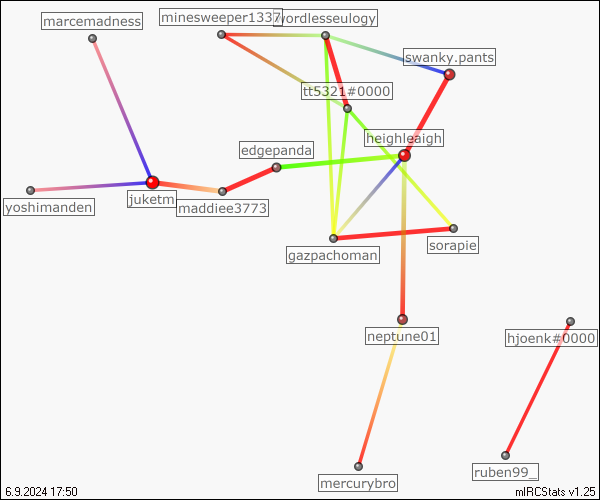 marcemadness
minesweeper1337
wordlesseulogy
swanky.pants
tt5321#0000
heighleaigh
edgepanda
yoshimanden
juketm
maddiee3773
gazpachoman
sorapie
neptune01
hjoenk#0000
mercurybro
ruben99_
6.9.2024 17:50
mIRCStats v1.25